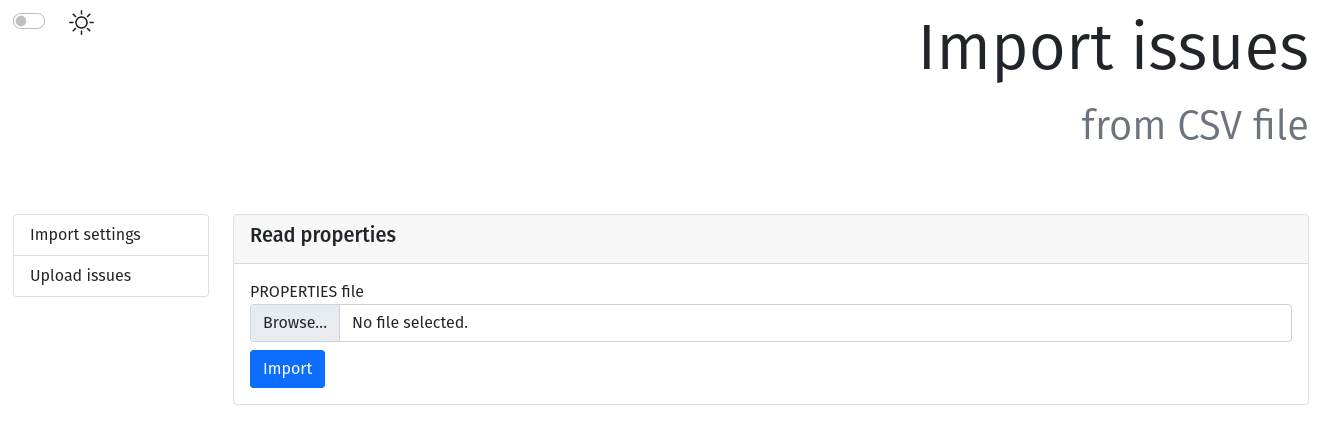 Import issues
from CSV file
Import settings
Upload issues
Read properties
PROPERTIES file
Browse... No file selected.
Import